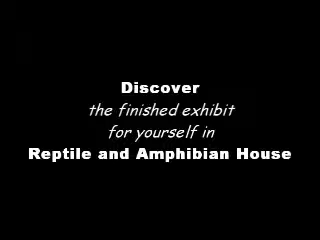 Discover
the finished exhibit
for yourself in
Reptile and Amphibian House